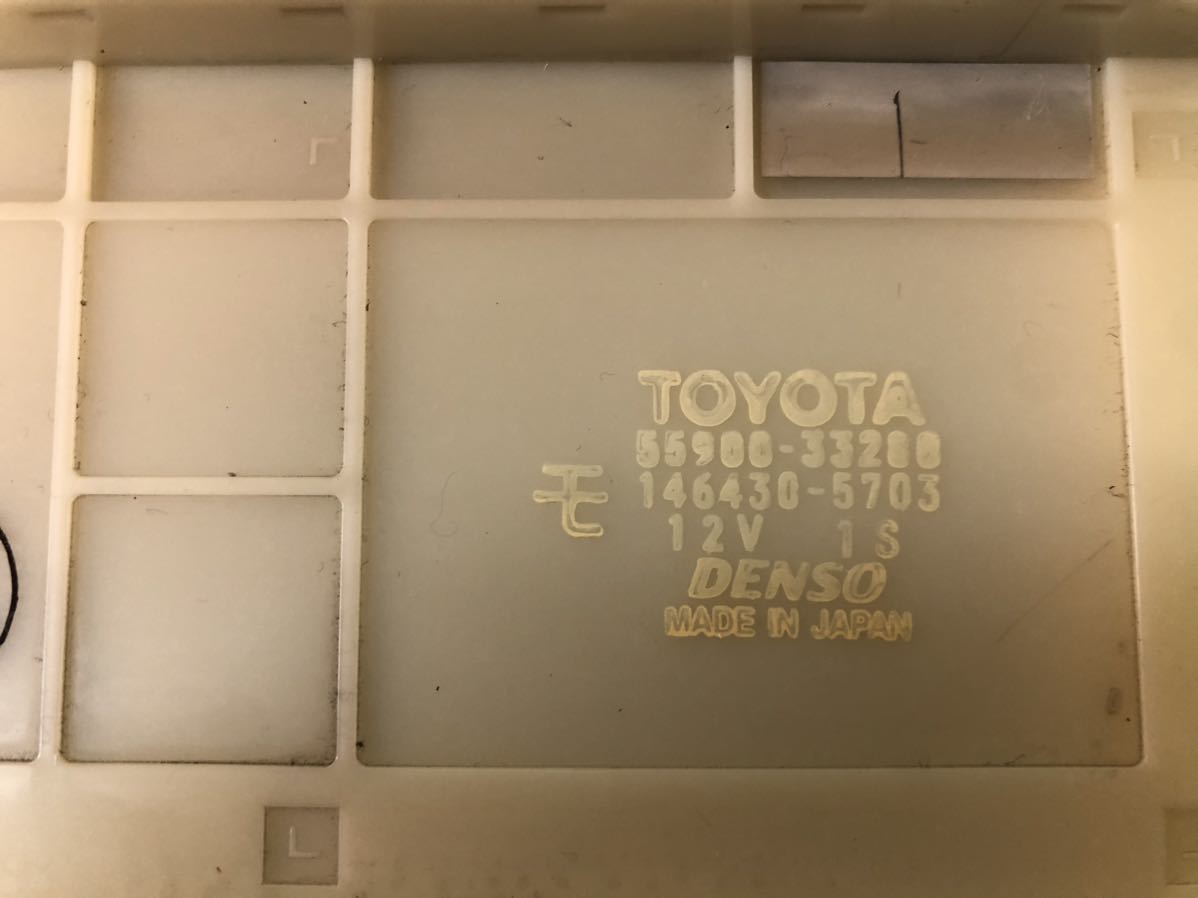 TOYOTA
55900-33280
146430-5703
12V 1S
DENSO
MADE IN JAPAN